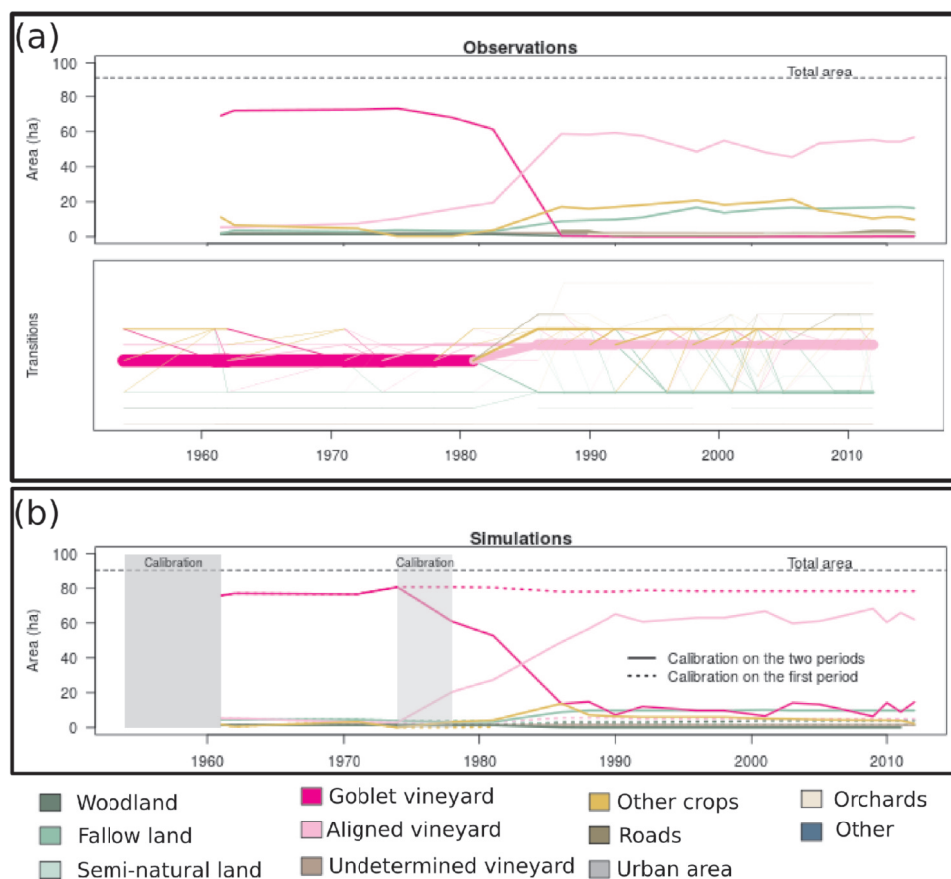 (a)
Observations
100
80
60
40
20
0
Area (ha)
Total area
Transitions
1960 1970 1980 1990 2000 2010
(b)
Simulations
100
80
60
40
20
0
Area (ha)
Calibration
Calibration
Total area
Calibration on the two periods
Calibration on the first period
1960 1970 1980 1990 2000 2010
Woodland
Fallow land
Semi-natural land
Goblet vineyard
Aligned vineyard
Undetermined vineyard
Other crops
Roads
Urban area
Orchards
Other